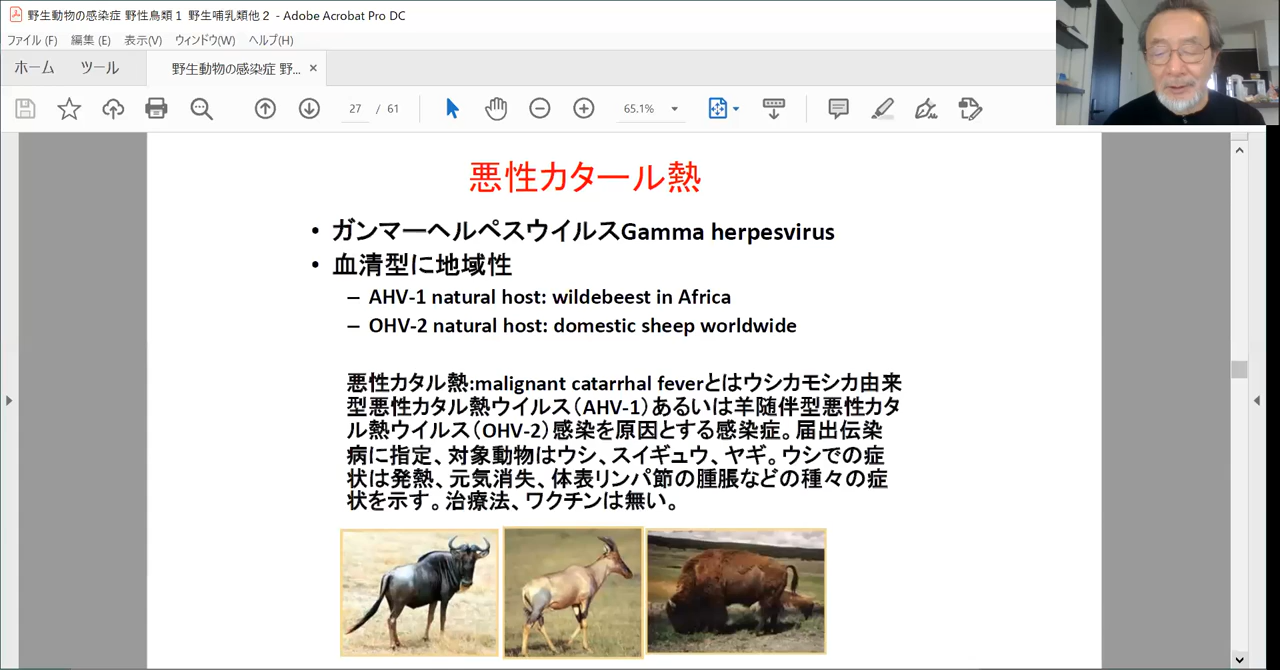 野生動物の感染症 野性鳥類１ 野生哺乳類他２ - Adobe Acrobat Pro DC
ファイル(F) 編集(E) 表示(V) ウィンドウ(W) ヘルプ(H)
ホーム ツール 野生動物の感染症 野... ×
27 / 61 65.1%
悪性カタール熱
• ガンマーヘルペスウイルスGamma herpesvirus
• 血清型に地域性
– AHV-1 natural host: wildebeest in Africa
– OHV-2 natural host: domestic sheep worldwide
悪性カタル熱:malignant catarrhal feverとはウシカモシカ由来
型悪性カタル熱ウイルス（AHV-1）あるいは羊随伴型悪性カタ
ル熱ウイルス（OHV-2）感染を原因とする感染症。届出伝染
病に指定、対象動物はウシ、スイギュウ、ヤギ。ウシでの症
状は発熱、元気消失、体表リンパ節の腫脹などの種々の症
状を示す。治療法、ワクチンは無い。